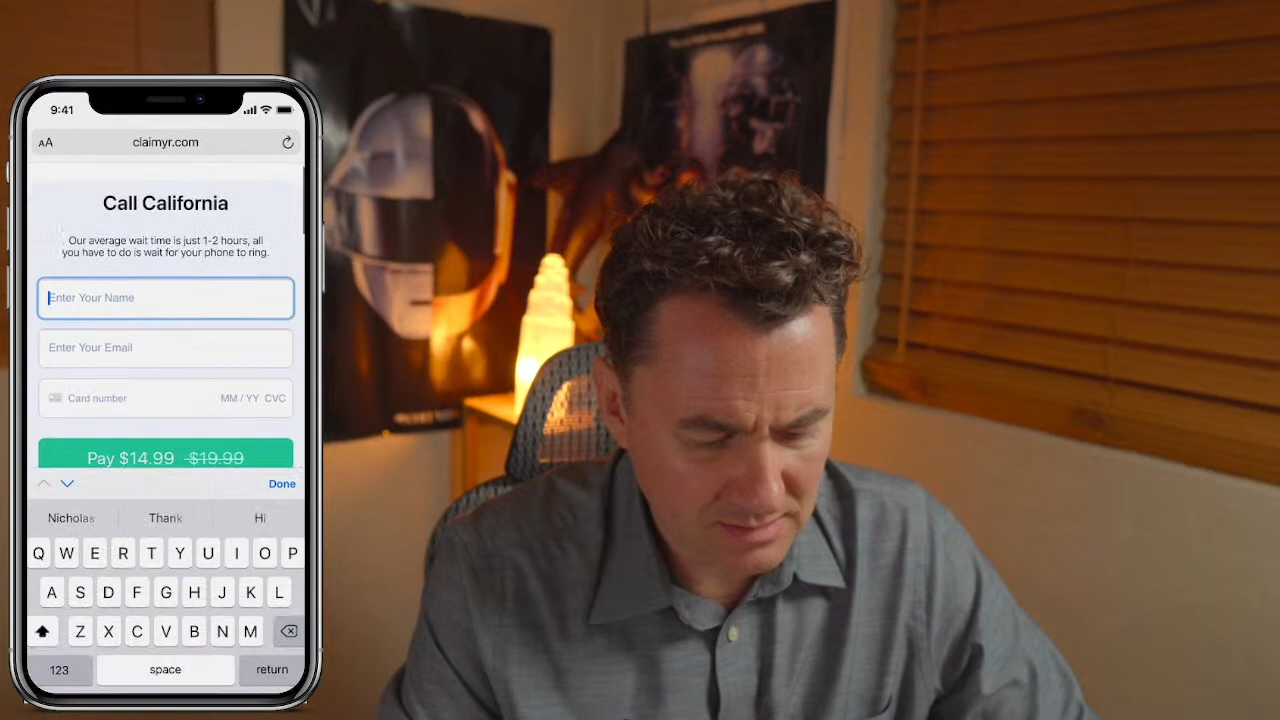 9:41
AA
claimyr.com
Call California
Our average wait time is just 1-2 hours, all
you have to do is wait for your phone to ring.
Enter Your Name
Enter Your Email
Card number MM / YY CVC
Pay $14.99 $19.99
Done
Nicholas Thank Hi
Q W E R T Y U I O P
A S D F G H J K L
Z X C V B N M
123 space return